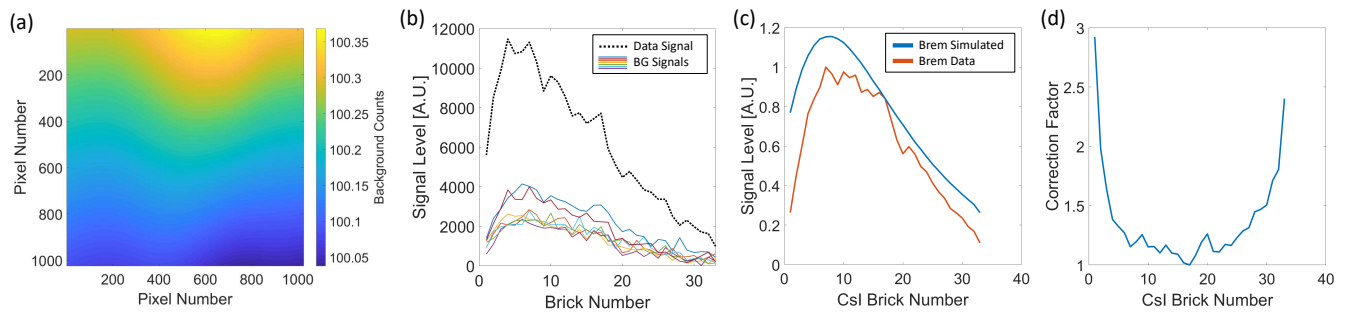 (a)
200
400
600
800
1000
Pixel Number
200
400
600
800
1000
Pixel Number
100.35
100.3
100.25
100.2
100.15
100.1
100.05
Background Counts
(b)
12000
10000
8000
6000
4000
2000
0
Signal Level [A.U.]
0
10
20
30
Brick Number
Data Signal
BG Signals
(c)
1.2
1
0.8
0.6
0.4
0.2
0
Signal Level [A.U.]
0
10
20
30
40
CsI Brick Number
Brem Simulated
Brem Data
(d)
3
2.5
2
1.5
1
Correction Factor
0
10
20
30
40
CsI Brick Number